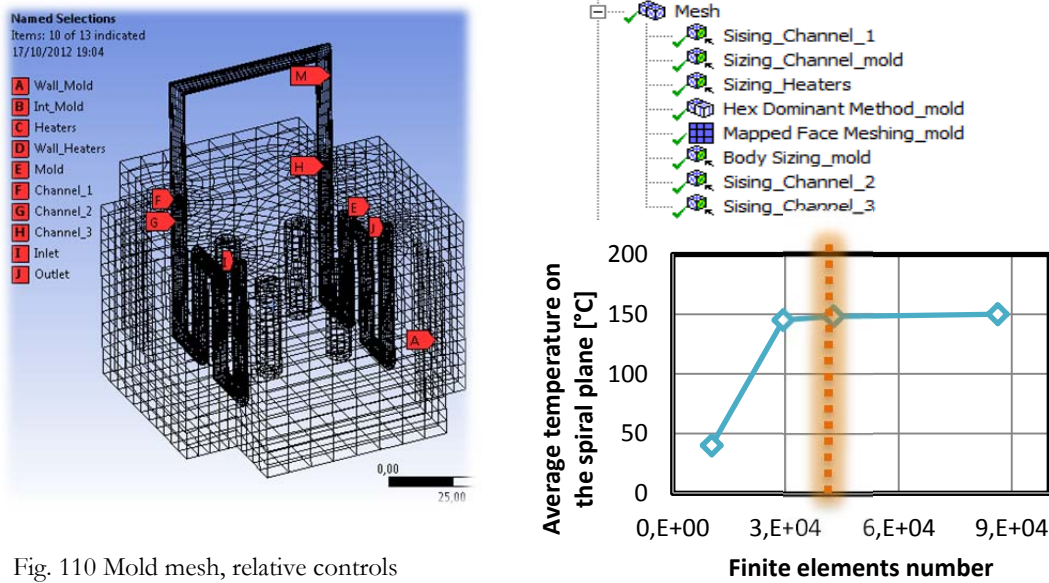 Named Selections
Items: 10 of 13 indicated
17/10/2012 19:04
A Wall_Mold
B Int_Mold
C Heaters
D Wall_Heaters
E Mold
F Channel_1
G Channel_2
H Channel_3
I Inlet
J Outlet
M
H
F
E
G
J
I
A
0,00
25,00
Fig. 110 Mold mesh, relative controls
Mesh
Sising_Channel_1
Sizing_Channel_mold
Sizing_Heaters
Hex Dominant Method_mold
Mapped Face Meshing_mold
Body Sizing_mold
Sising_Channel_2
Sising_Channel_3
Average temperature on
the spiral plane [°C]
200
150
100
50
0
0,E+00 3,E+04 6,E+04 9,E+04
Finite elements number